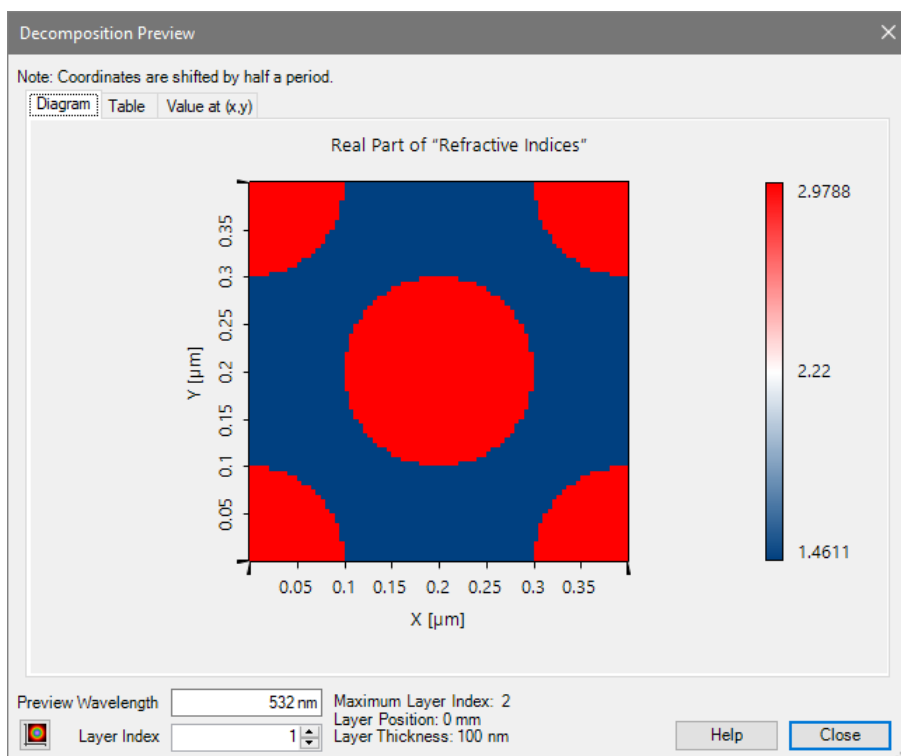 Decomposition Preview
Note: Coordinates are shifted by half a period.
Diagram Table Value at (x,y)
Real Part of "Refractive Indices"
2.9788
2.22
1.4611
Y [µm]
0.35
0.3
0.25
0.2
0.15
0.1
0.05
0.05 0.1 0.15 0.2 0.25 0.3 0.35
X [µm]
Preview Wavelength 532 nm
Layer Index 1
Maximum Layer Index: 2
Layer Position: 0 mm
Layer Thickness: 100 nm
Help Close